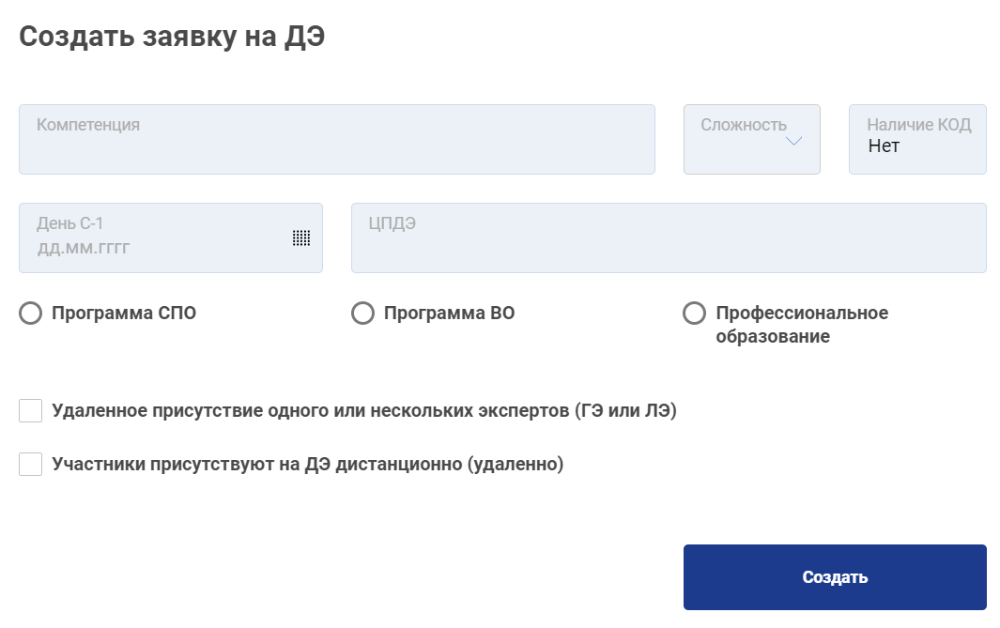 Создать заявку на ДЭ
Компетенция
Сложность
Наличие КОД
Нет
День С-1
дд.мм.гггг
ЦПДЭ
Программа СПО
Программа ВО
Профессиональное
образование
Удаленное присутствие одного или нескольких экспертов (ГЭ или ЛЭ)
Участники присутствуют на ДЭ дистанционно (удаленно)
Создать